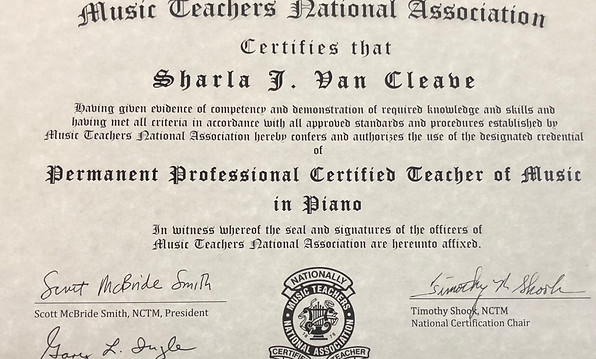 Music Teachers National Association
Certifies that
Sharla J. Van Cleave
Having given evidence of competency and demonstration of required knowledge and skills and
having met all criteria in accordance with all approved standards and procedures established by
Music Teachers National Association hereby confers and authorizes the use of the designated credential
of
Permanent Professional Certified Teacher of Music
in Piano
In witness whereof the seal and signatures of the officers of
Music Teachers National Association are hereunto affixed.
Scott McBride Smith
Scott McBride Smith, NCTM, President
Gary L. Ingle
NATIONALLY
MUSIC TEACHERS
NATIONAL ASSOCIATION
CERTIFIED TEACHER
Timothy Shook
Timothy Shook, NCTM
National Certification Chair